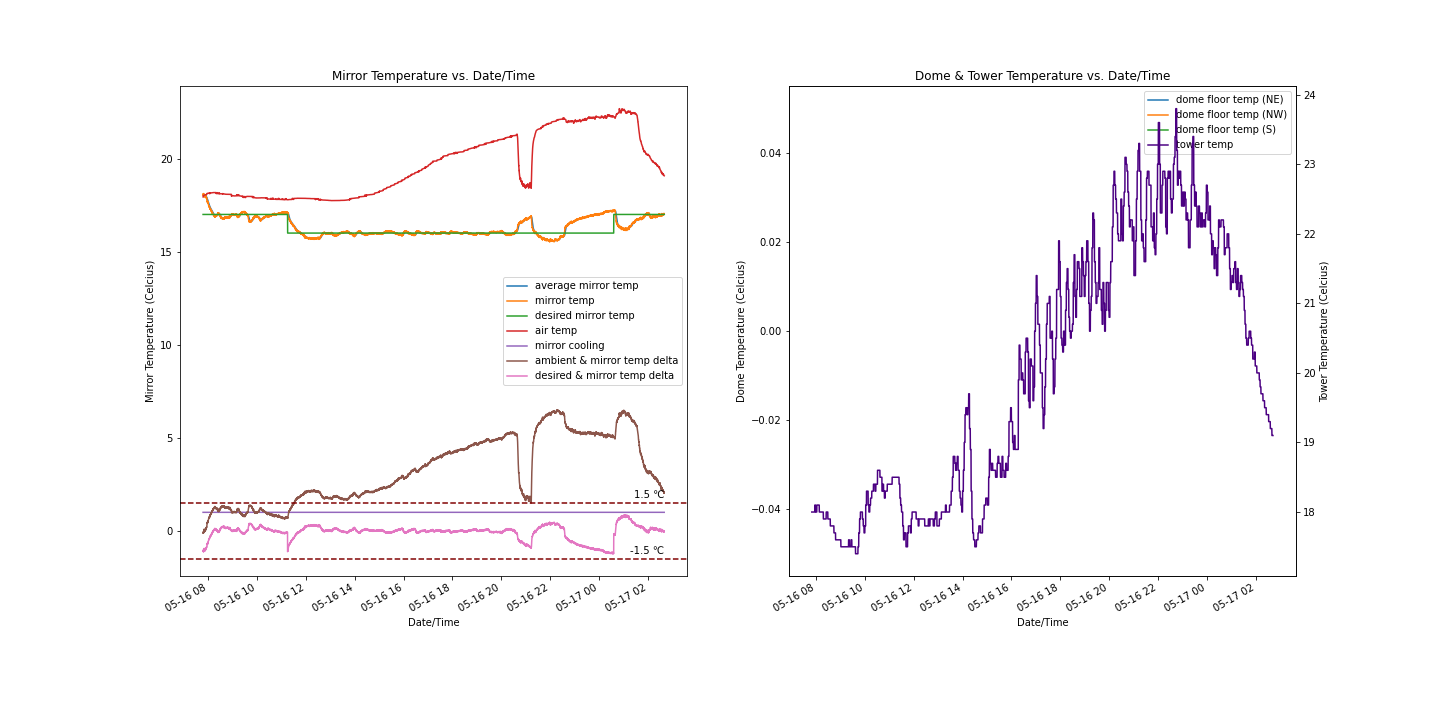 Mirror Temperature vs. Date/Time
Mirror Temperature (Celcius)
20
15
10
5
0
average mirror temp
mirror temp
desired mirror temp
air temp
mirror cooling
ambient & mirror temp delta
desired & mirror temp delta
1.5 °C
-1.5 °C
05-16 08
05-16 10
05-16 12
05-16 14
05-16 16
05-16 18
05-16 20
05-16 22
05-17 00
05-17 02
Date/Time
Dome & Tower Temperature vs. Date/Time
Dome Temperature (Celcius)
0.04
0.02
0.00
−0.02
−0.04
dome floor temp (NE)
dome floor temp (NW)
dome floor temp (S)
tower temp
24
23
22
21
20
19
18
Tower Temperature (Celcius)
05-16 08
05-16 10
05-16 12
05-16 14
05-16 16
05-16 18
05-16 20
05-16 22
05-17 00
05-17 02
Date/Time